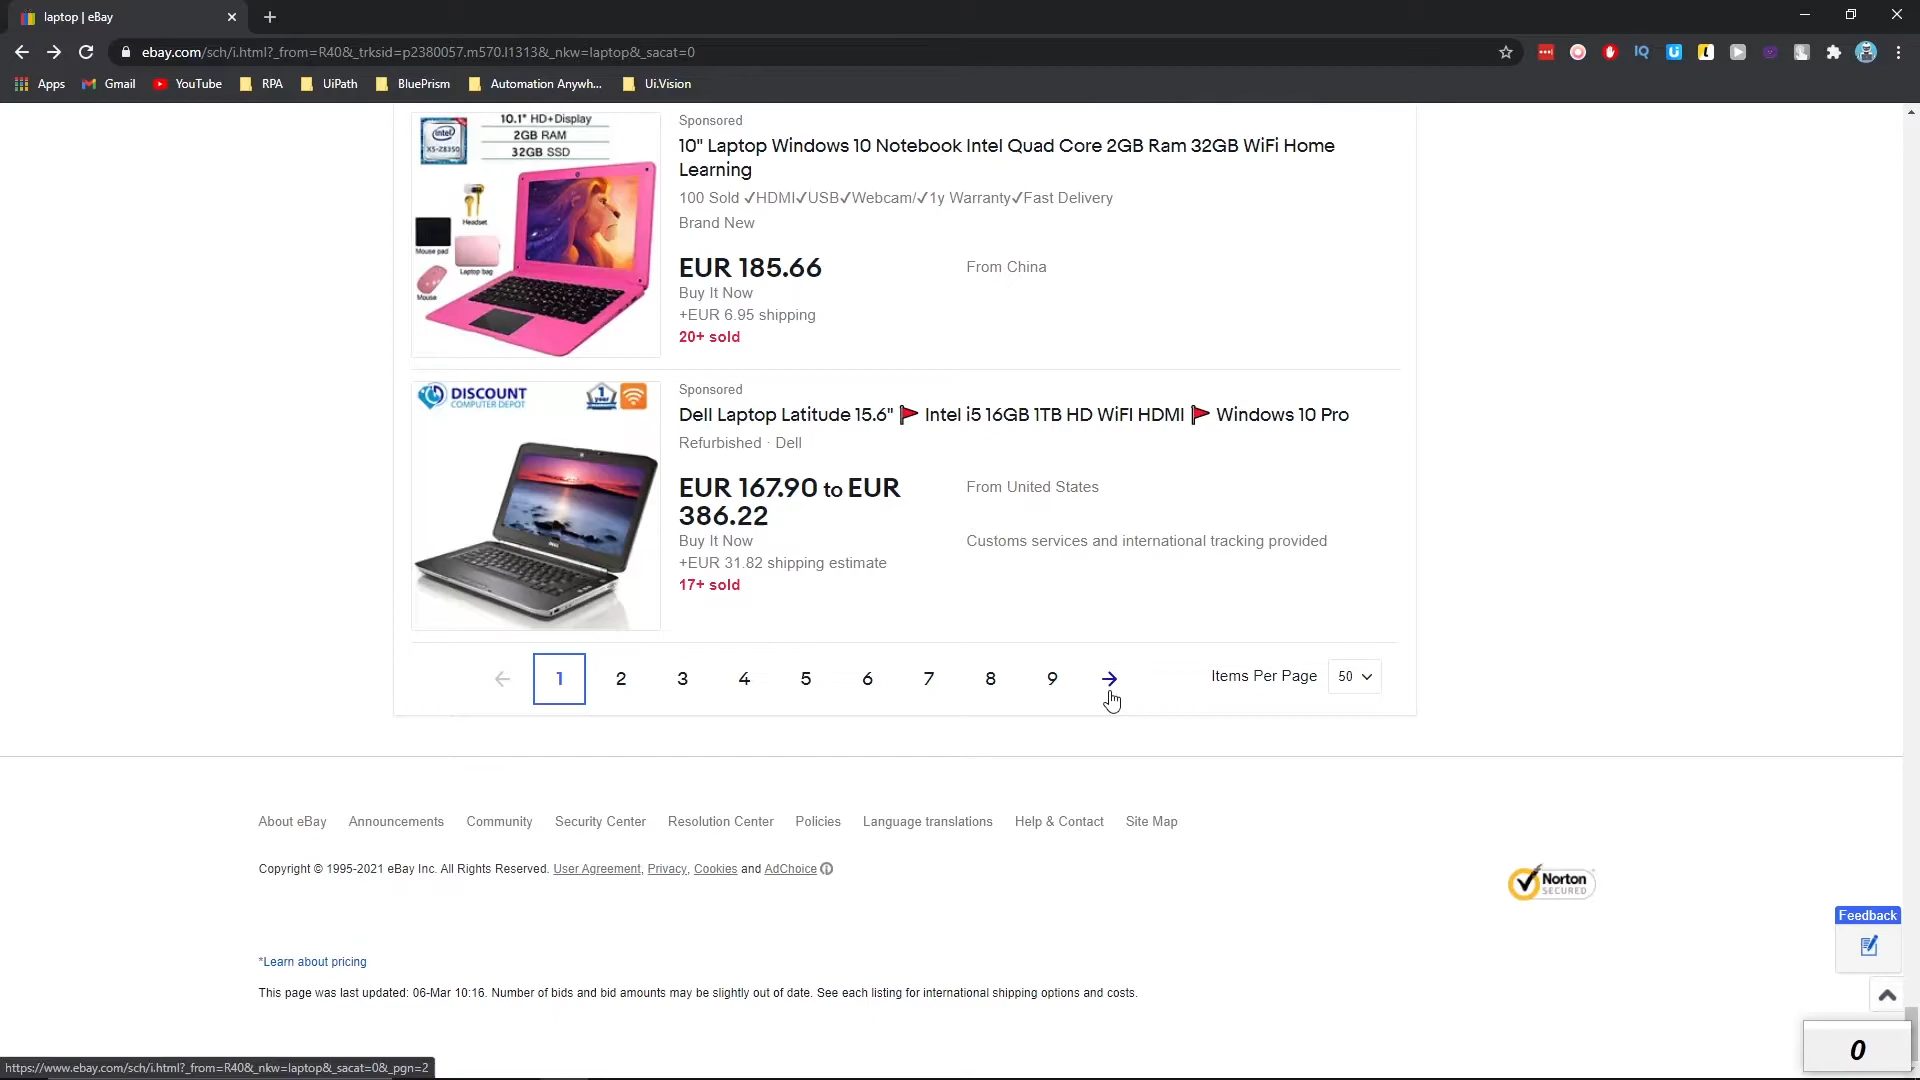 laptop | eBay
ebay.com/sch/i.html?_from=R40&_trksid=p2380057.m570.l1313&_nkw=laptop&_sacat=0
Apps Gmail YouTube RPA UiPath BluePrism Automation Anywh... Ui.Vision
intel
X5-Z8350
10.1" HD+Display
2GB RAM
32GB SSD
Headset
Mouse pad
Laptop bag
Mouse
Sponsored
10" Laptop Windows 10 Notebook Intel Quad Core 2GB Ram 32GB WiFi Home
Learning
100 Sold ✓HDMI✓USB✓Webcam/✓1y Warranty✓Fast Delivery
Brand New
EUR 185.66 From China
Buy It Now
+EUR 6.95 shipping
20+ sold
DISCOUNT
COMPUTER DEPOT
1
Sponsored
Dell Laptop Latitude 15.6" 🚩 Intel i5 16GB 1TB HD WiFI HDMI 🚩 Windows 10 Pro
Refurbished · Dell
EUR 167.90 to EUR From United States
386.22
Buy It Now Customs services and international tracking provided
+EUR 31.82 shipping estimate
17+ sold
1 2 3 4 5 6 7 8 9 Items Per Page 50
About eBay Announcements Community Security Center Resolution Center Policies Language translations Help & Contact Site Map
Copyright © 1995-2021 eBay Inc. All Rights Reserved. User Agreement, Privacy, Cookies and AdChoice
Norton
SECURED
Feedback
*Learn about pricing
This page was last updated: 06-Mar 10:16. Number of bids and bid amounts may be slightly out of date. See each listing for international shipping options and costs.
0
https://www.ebay.com/sch/i.html?_from=R40&_nkw=laptop&_sacat=0&_pgn=2